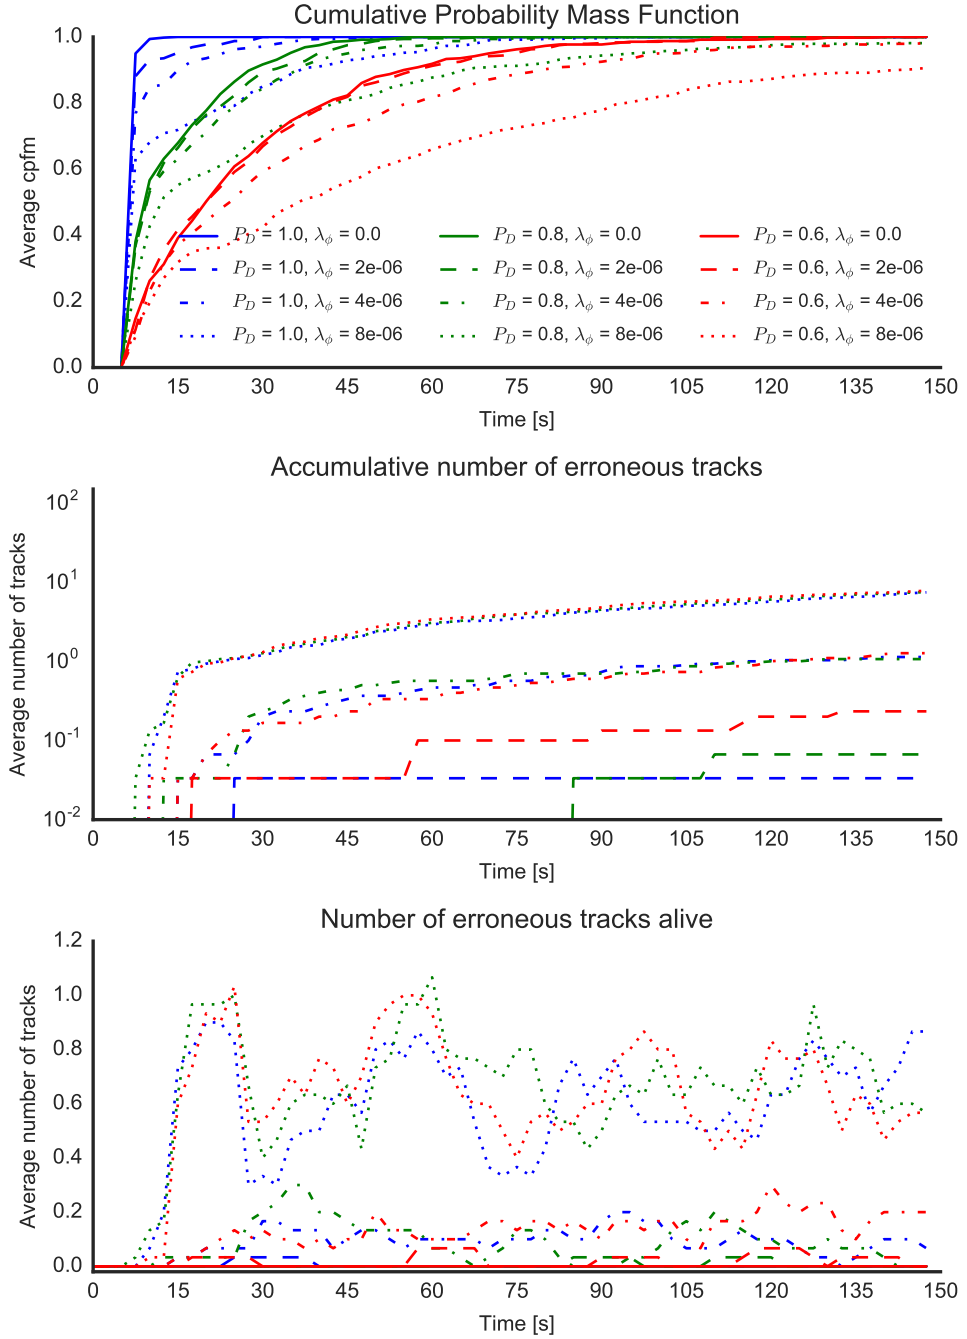 Cumulative Probability Mass Function
1.0
0.8
0.6
0.4
0.2
0.0
Average cpfm
P_D = 1.0, λ_ϕ = 0.0
P_D = 0.8, λ_ϕ = 0.0
P_D = 0.6, λ_ϕ = 0.0
P_D = 1.0, λ_ϕ = 2e-06
P_D = 0.8, λ_ϕ = 2e-06
P_D = 0.6, λ_ϕ = 2e-06
P_D = 1.0, λ_ϕ = 4e-06
P_D = 0.8, λ_ϕ = 4e-06
P_D = 0.6, λ_ϕ = 4e-06
P_D = 1.0, λ_ϕ = 8e-06
P_D = 0.8, λ_ϕ = 8e-06
P_D = 0.6, λ_ϕ = 8e-06
0 15 30 45 60 75 90 105 120 135 150
Time [s]
Accumulative number of erroneous tracks
10^2
10^1
10^0
10^-1
10^-2
Average number of tracks
0 15 30 45 60 75 90 105 120 135 150
Time [s]
Number of erroneous tracks alive
1.2
1.0
0.8
0.6
0.4
0.2
0.0
Average number of tracks
0 15 30 45 60 75 90 105 120 135 150
Time [s]